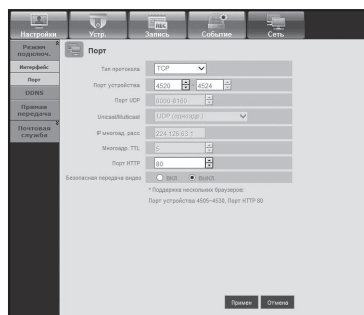 Настройки Устр. REC Запись Событие Сеть
Режим подключ.
Интерфейс
Порт
DDNS
Прямая передача
Почтовая служба
Порт
Тип протокола TCP
Порт устройства 4520 - 4524
Порт UDP 8000-8160
Unicast/Multicast UDP (одноадр.)
IP многоад. расс 224.126.63.1
Многоадр. TTL 5
Порт HTTP 80
Безопасная передача видео ВКЛ ВЫКЛ
* Поддержка нескольких браузеров:
Порт устройства 4505~4530, Порт HTTP 80
Примен Отмена